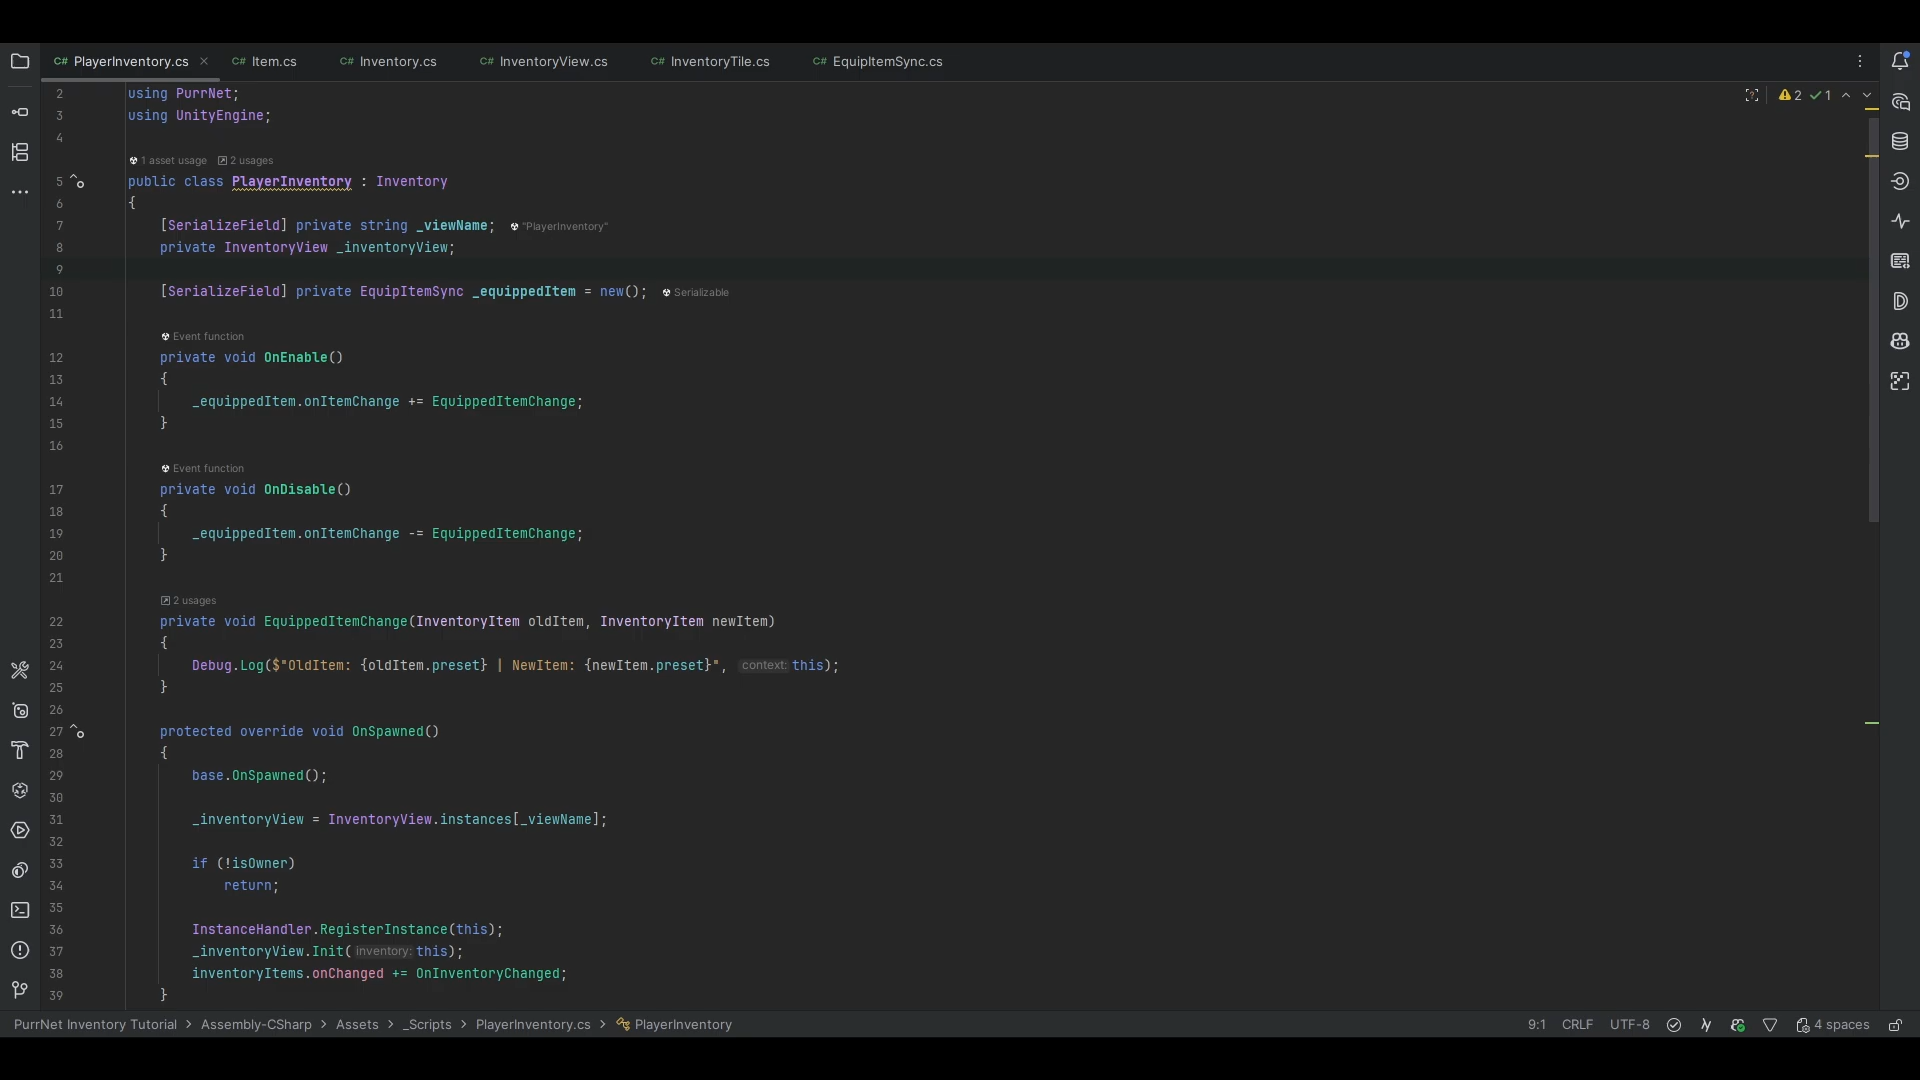 C# PlayerInventory.cs × C# Item.cs C# Inventory.cs C# InventoryView.cs C# InventoryTile.cs C# EquipItemSync.cs
2 using PurrNet; 2 1
3 using UnityEngine;
4
1 asset usage 2 usages
5 public class PlayerInventory : Inventory
6 {
7 [SerializeField] private string _viewName; "PlayerInventory"
8 private InventoryView _inventoryView;
9
10 [SerializeField] private EquipItemSync _equippedItem = new(); Serializable
11
Event function
12 private void OnEnable()
13 {
14 _equippedItem.onItemChange += EquippedItemChange;
15 }
16
Event function
17 private void OnDisable()
18 {
19 _equippedItem.onItemChange -= EquippedItemChange;
20 }
21
2 usages
22 private void EquippedItemChange(InventoryItem oldItem, InventoryItem newItem)
23 {
24 Debug.Log($"OldItem: {oldItem.preset} | NewItem: {newItem.preset}", context: this);
25 }
26
27 protected override void OnSpawned()
28 {
29 base.OnSpawned();
30
31 _inventoryView = InventoryView.instances[_viewName];
32
33 if (!isOwner)
34 return;
35
36 InstanceHandler.RegisterInstance(this);
37 _inventoryView.Init(inventory: this);
38 inventoryItems.onChanged += OnInventoryChanged;
39 }
PurrNet Inventory Tutorial > Assembly-CSharp > Assets > _Scripts > PlayerInventory.cs > PlayerInventory 9:1 CRLF UTF-8 4 spaces